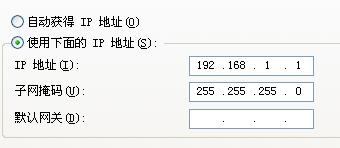 自动获得 IP 地址(O)
使用下面的 IP 地址(S):
IP 地址(I): 192 .168 . 1 . 1
子网掩码(U): 255 .255 .255 . 0
默认网关(D): . . .